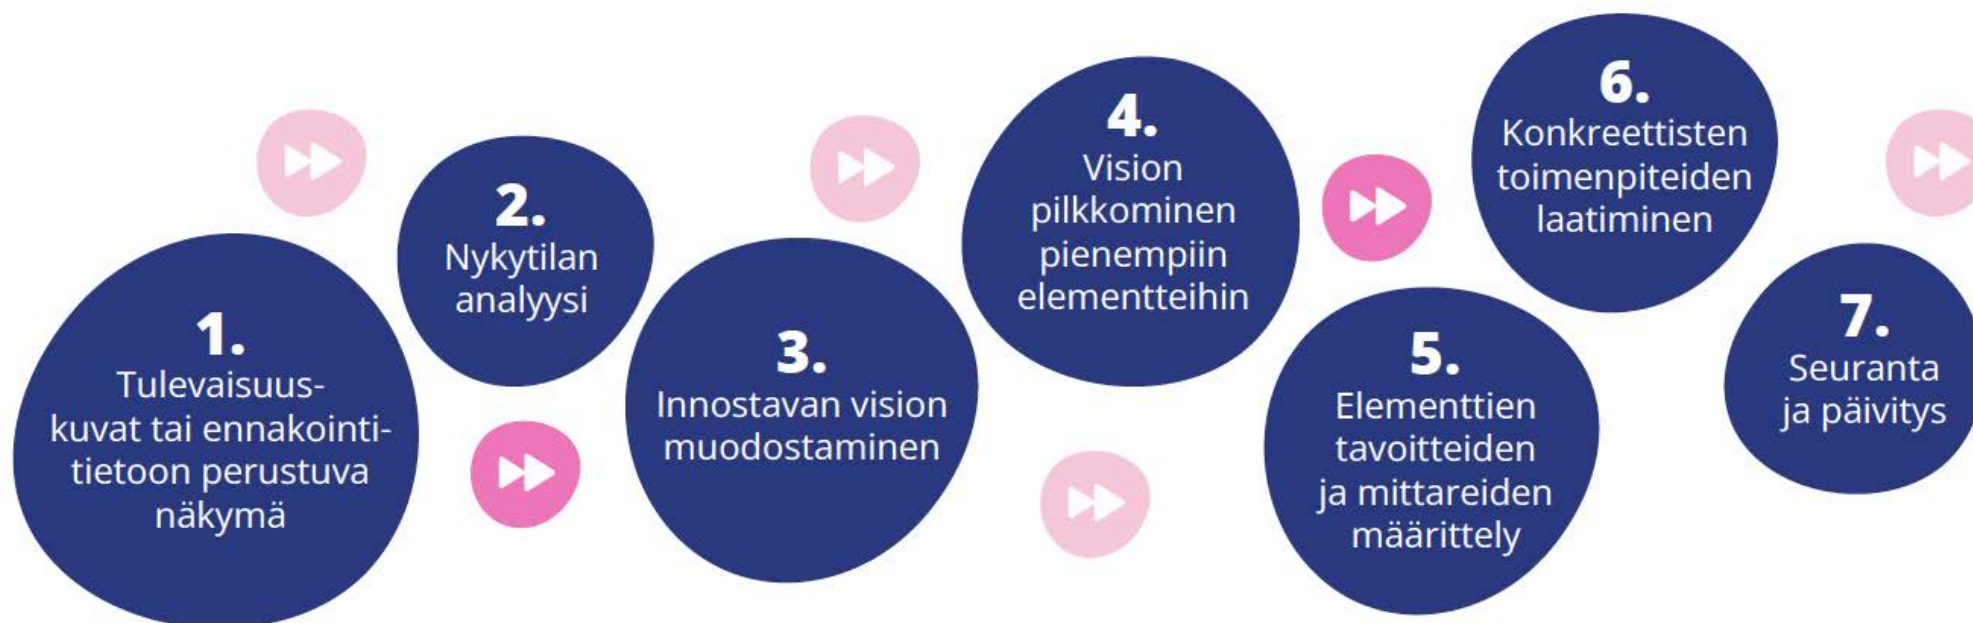 1.
Tulevaisuus-
kuvat tai ennakointi-
tietoon perustuva
näkymä
2.
Nykytilan
analyysi
3.
Innostavan vision
muodostaminen
4.
Vision
pilkkominen
pienempiin
elementteihin
5.
Elementtien
tavoitteiden
ja mittareiden
määrittely
6.
Konkreettisten
toimenpiteiden
laatiminen
7.
Seuranta
ja päivitys